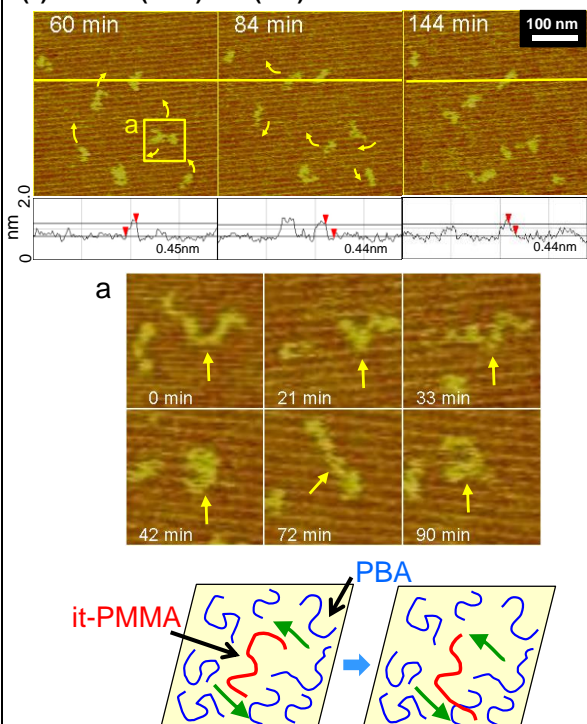 60 min
84 min
144 min
100 nm
a
2.0
nm
0
0.45nm
0.44nm
0.44nm
a
0 min
21 min
33 min
42 min
72 min
90 min
PBA
it-PMMA